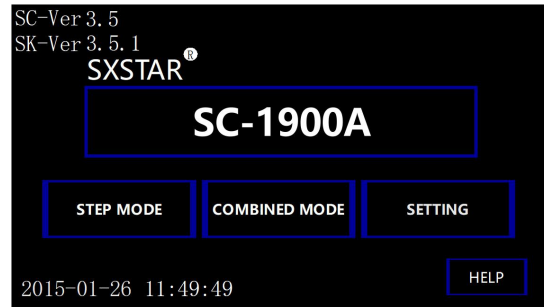 SC-Ver 3.5
SK-Ver 3.5.1
SXSTAR®
SC-1900A
STEP MODE COMBINED MODE SETTING
HELP
2015-01-26 11:49:49